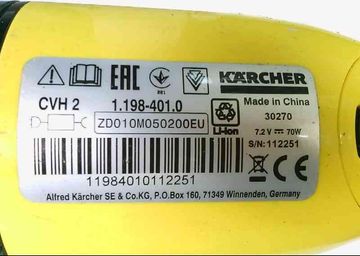 EAC
KÄRCHER
CVH 2
1.198-401.0
Made in China
ZD010M050200EU
Li-Ion
30270
7.2 V 70W
S/N: 112251
11984010112251
Alfred Kärcher SE & Co.KG, P.O.Box 160, 71349 Winnenden, Germany